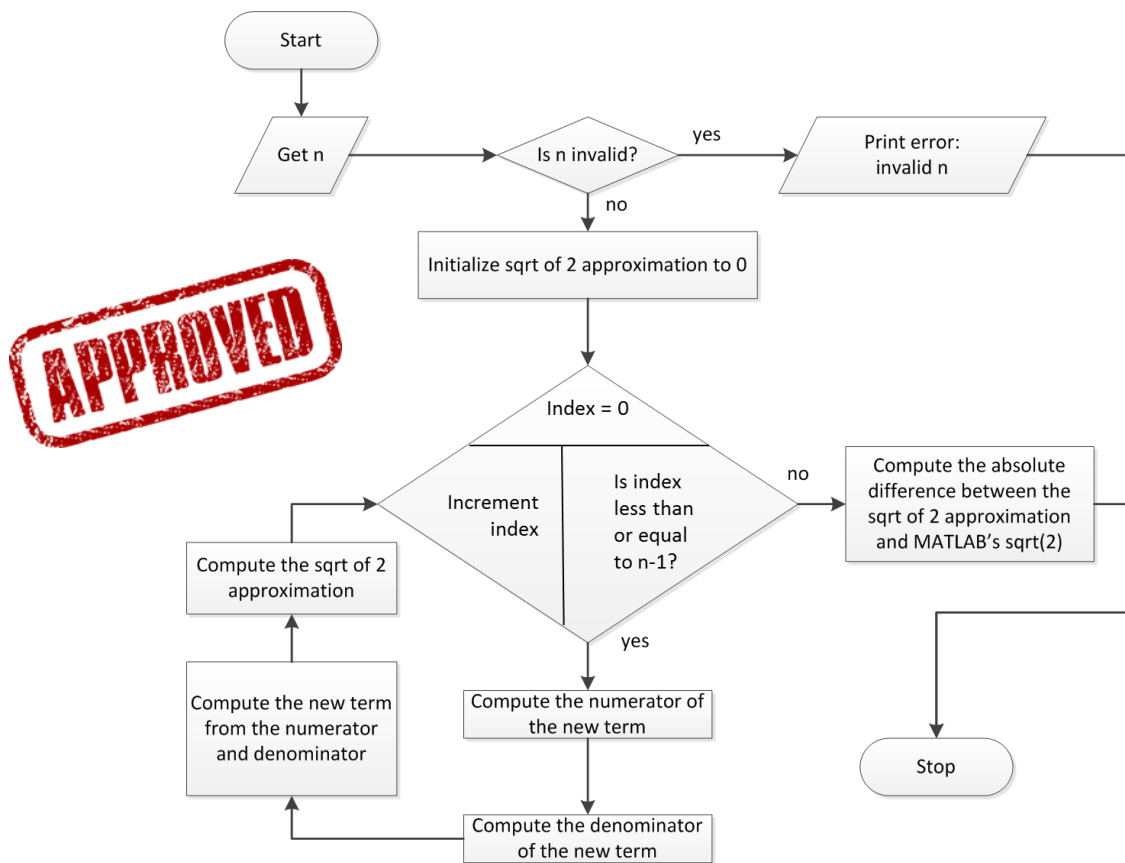 Start
Get n
Is n invalid?
yes
Print error:
invalid n
no
Initialize sqrt of 2 approximation to 0
APPROVED
Index = 0
Increment
index
Is index
less than
or equal
to n-1?
no
Compute the absolute
difference between the
sqrt of 2 approximation
and MATLAB's sqrt(2)
yes
Compute the sqrt of 2
approximation
Compute the new term
from the numerator
and denominator
Compute the numerator of
the new term
Compute the denominator
of the new term
Stop